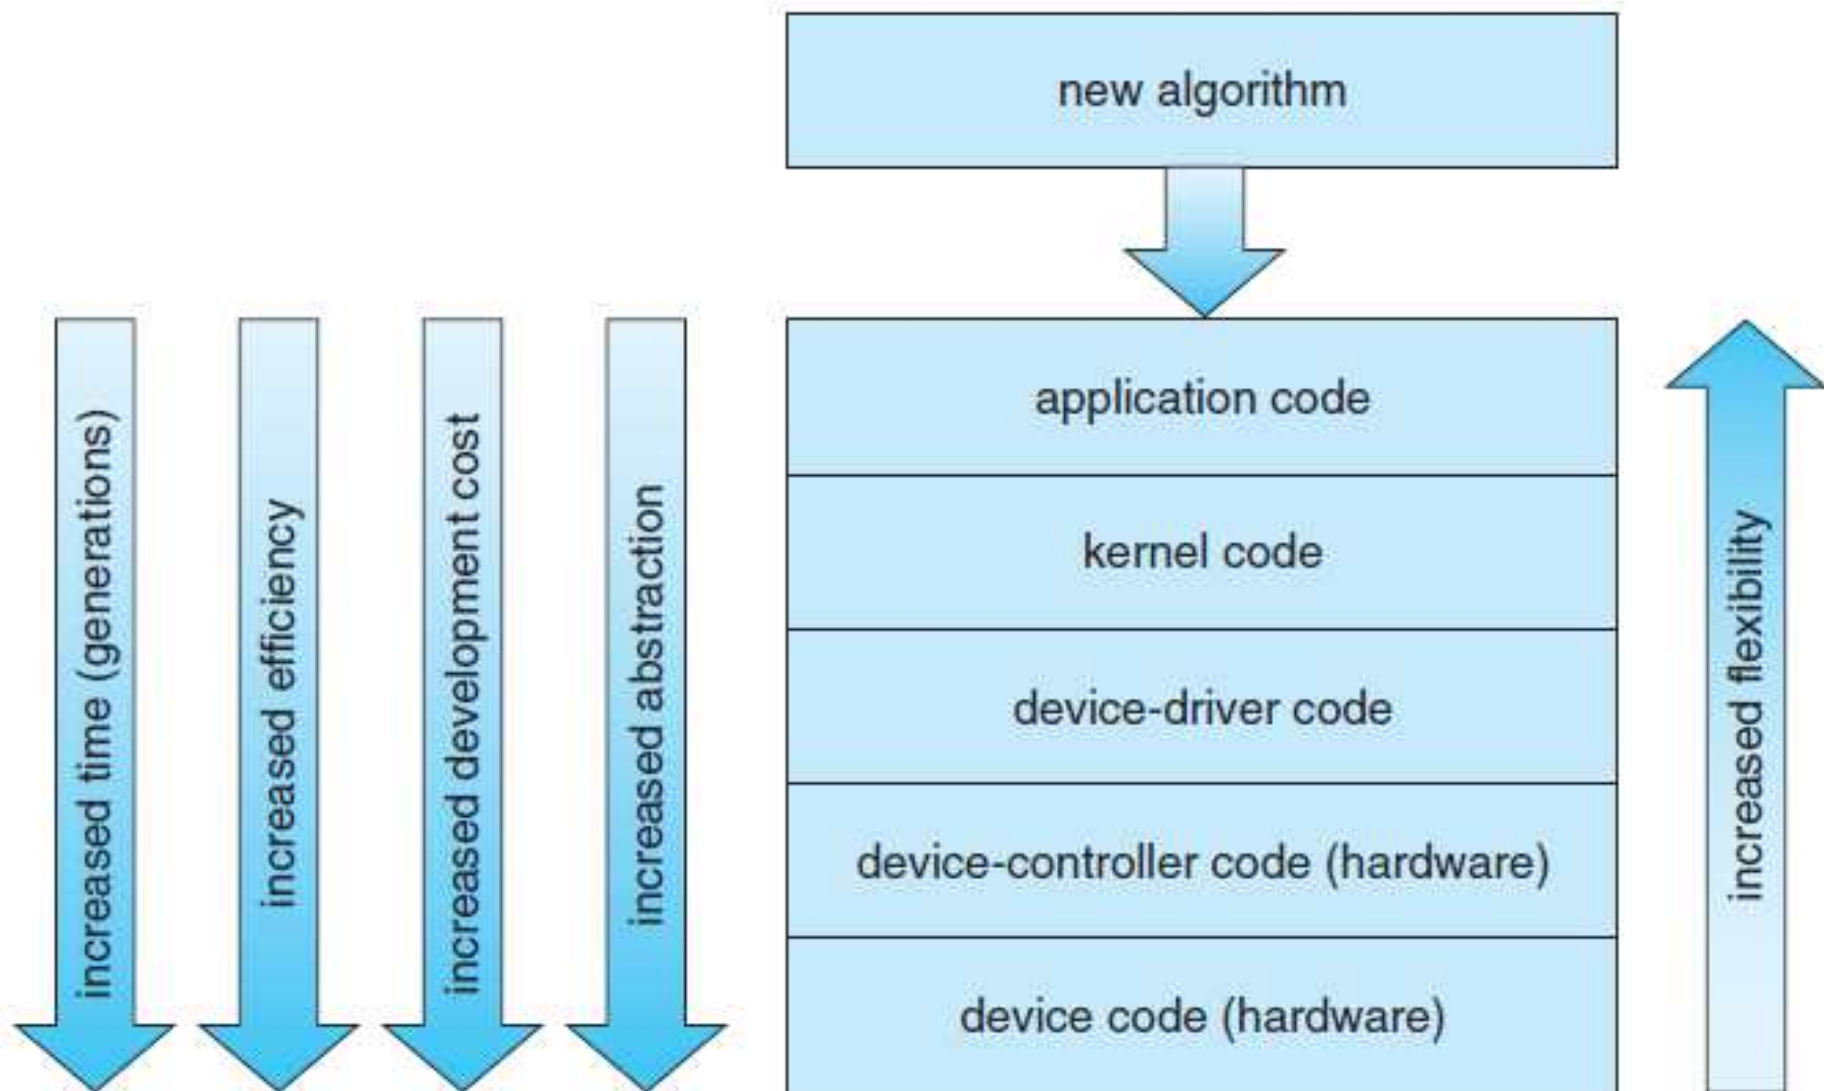 new algorithm
increased time (generations)
increased efficiency
increased development cost
increased abstraction
application code
kernel code
device-driver code
device-controller code (hardware)
device code (hardware)
increased flexibility